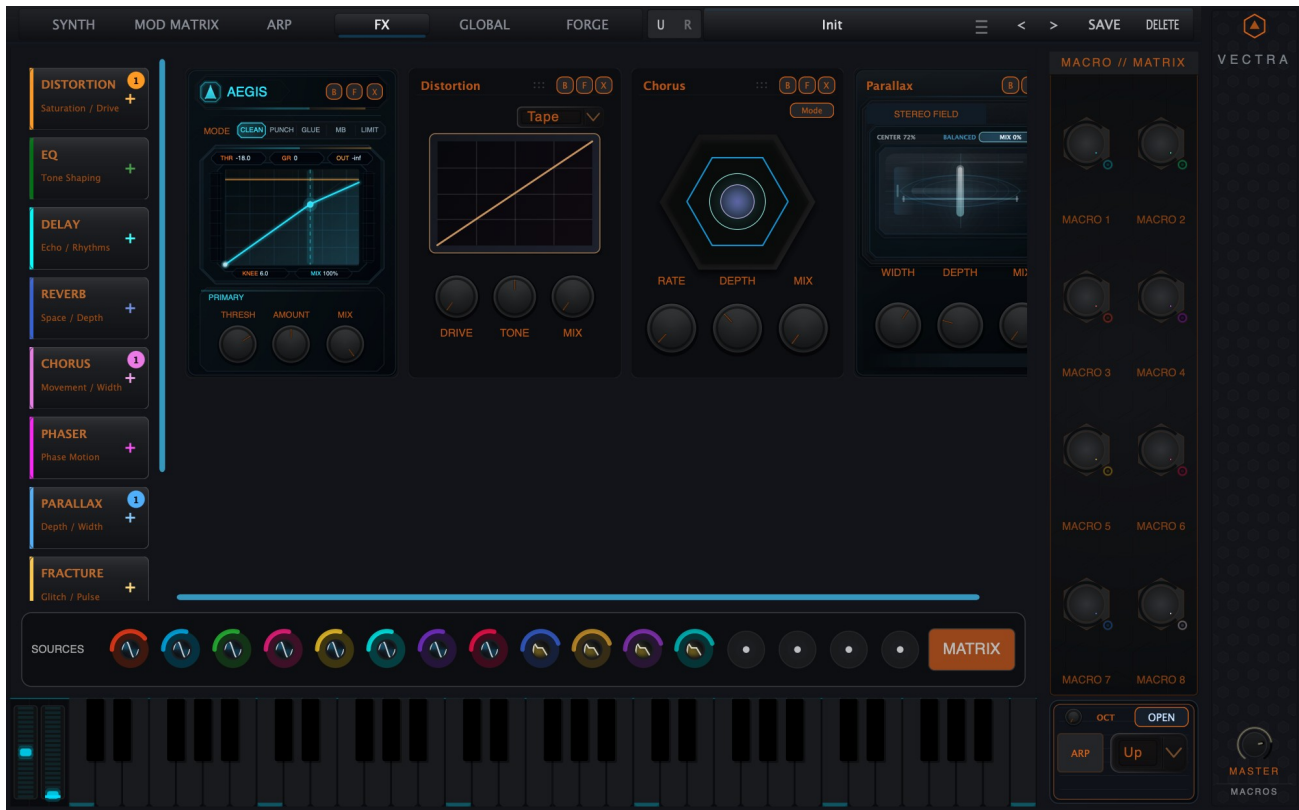 SYNTH MOD MATRIX ARP FX GLOBAL FORGE U R Init < > SAVE DELETE
VECTRA
DISTORTION 1
Saturation / Drive +
EQ
Tone Shaping +
DELAY
Echo / Rhythms +
REVERB
Space / Depth +
CHORUS 1
Movement / Width +
PHASER
Phase Motion +
PARALLAX 1
Depth / Width +
FRACTURE
Glitch / Pulse +
AEGIS B F X
MODE CLEAN PUNCH GLUE MB LIMIT
THR -18.0 GR 0 OUT -inf
KNEE 6.0 MIX 100%
PRIMARY
THRESH AMOUNT MIX
Distortion B F X
Tape
DRIVE TONE MIX
Chorus B F X
Mode
RATE DEPTH MIX
Parallax B
STEREO FIELD
CENTER 72% BALANCED MIX 0%
WIDTH DEPTH
MACRO // MATRIX
MACRO 1 MACRO 2
MACRO 3 MACRO 4
MACRO 5 MACRO 6
MACRO 7 MACRO 8
SOURCES MATRIX
OCT OPEN
ARP Up
MASTER
MACROS